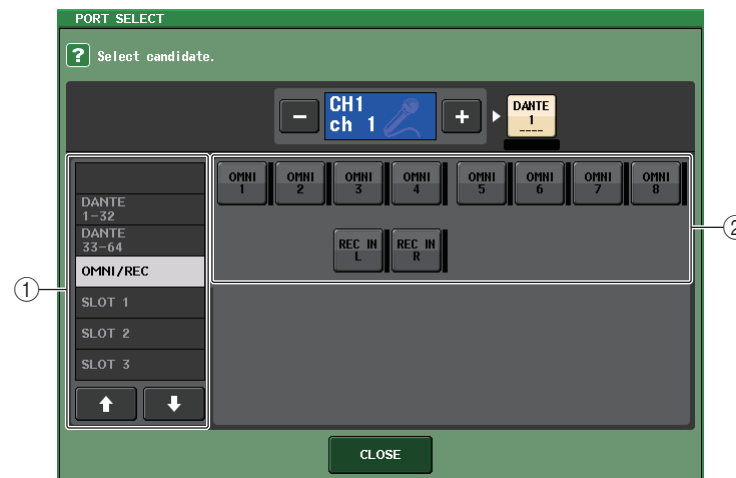 PORT SELECT
? Select candidate.
−
CH1
ch 1
+
DANTE
1
----
DANTE
1-32
DANTE
33-64
OMNI/REC
SLOT 1
SLOT 2
SLOT 3
OMNI
1
OMNI
2
OMNI
3
OMNI
4
OMNI
5
OMNI
6
OMNI
7
OMNI
8
REC IN
L
REC IN
R
①
②
CLOSE